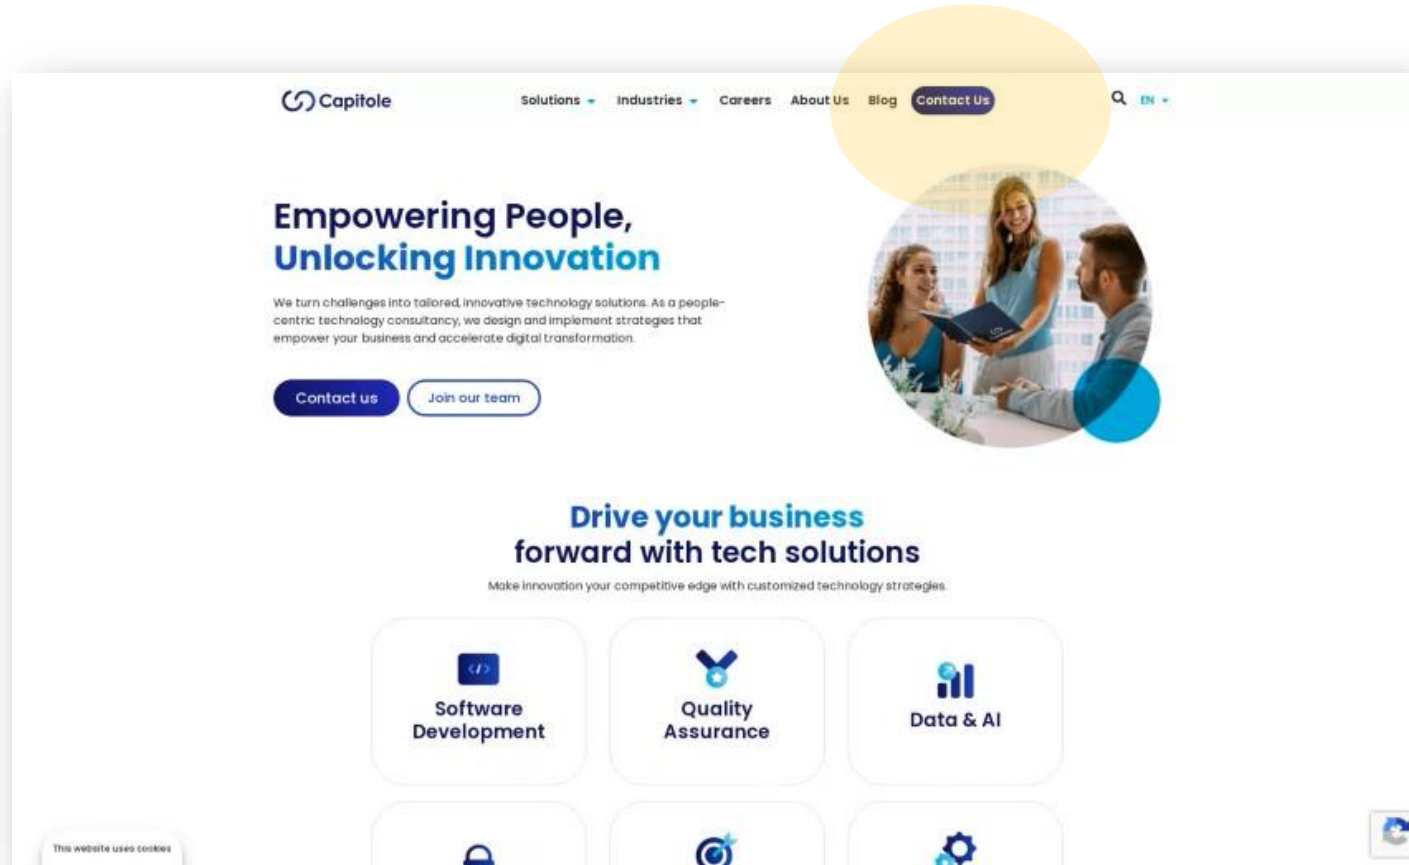 Capitole
Solutions Industries Careers About Us Blog Contact Us EN
Empowering People,
Unlocking Innovation
We turn challenges into tailored, innovative technology solutions. As a people-
centric technology consultancy, we design and implement strategies that
empower your business and accelerate digital transformation.
Contact us Join our team
Drive your business
forward with tech solutions
Make innovation your competitive edge with customized technology strategies.
Software
Development
Quality
Assurance
Data & AI
This website uses cookies